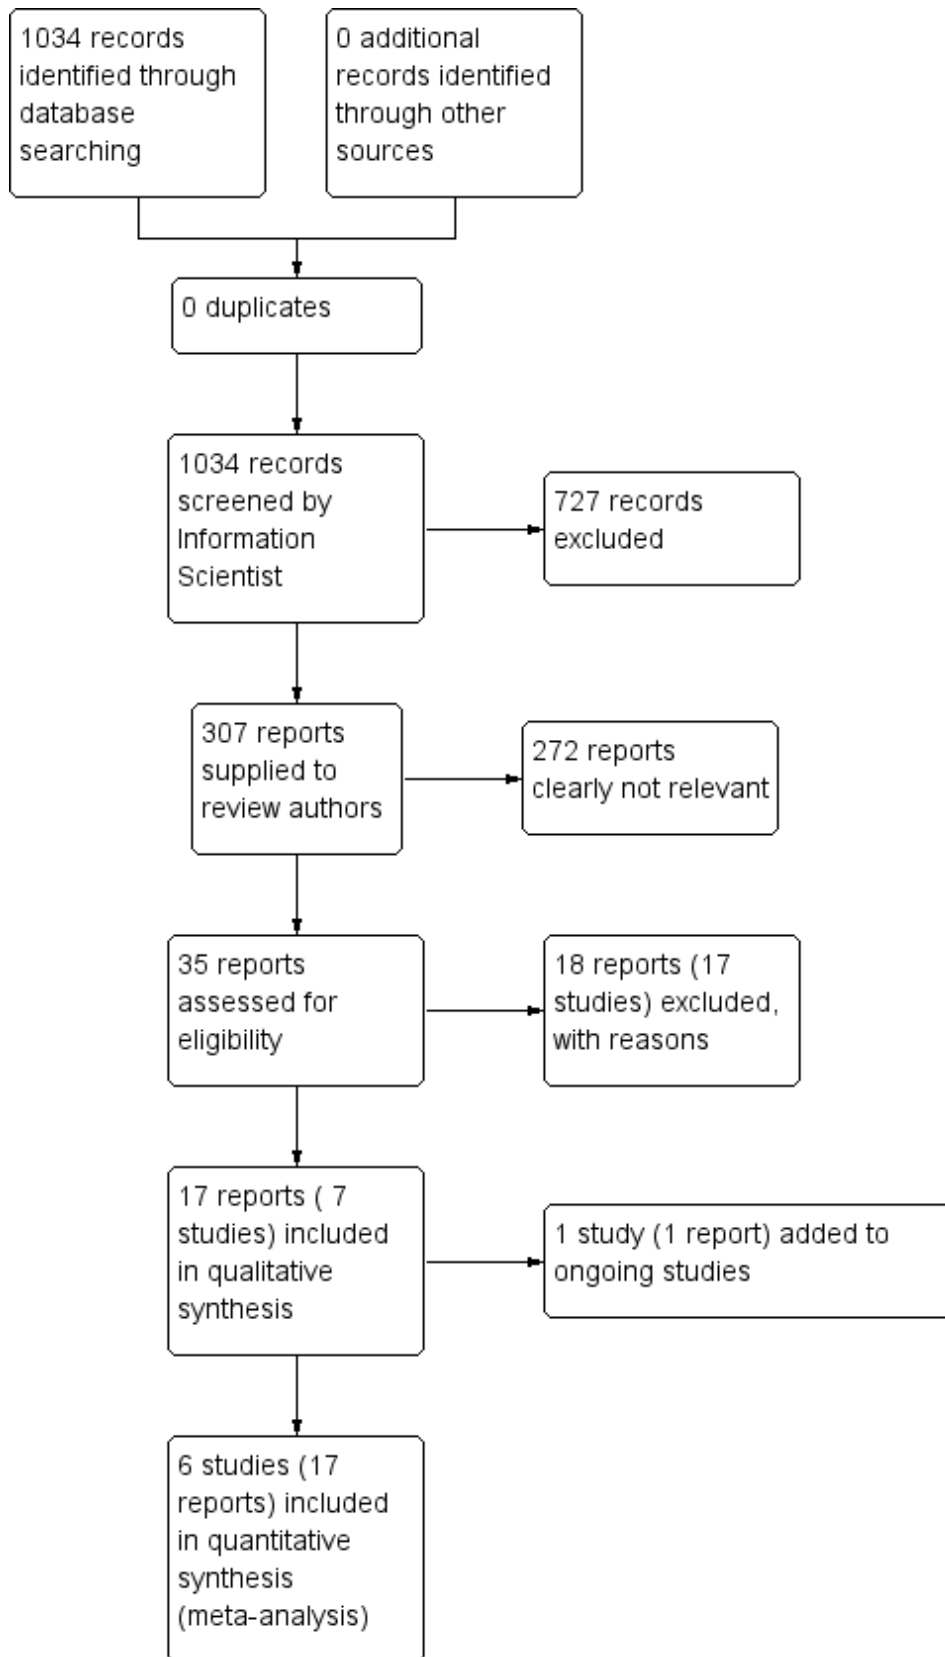 1034 records
identified through
database
searching
0 additional
records identified
through other
sources
0 duplicates
1034 records
screened by
Information
Scientist
727 records
excluded
307 reports
supplied to
review authors
272 reports
clearly not relevant
35 reports
assessed for
eligibility
18 reports (17
studies) excluded,
with reasons
17 reports ( 7
studies) included
in qualitative
synthesis
1 study (1 report) added to
ongoing studies
6 studies (17
reports) included
in quantitative
synthesis
(meta-analysis)